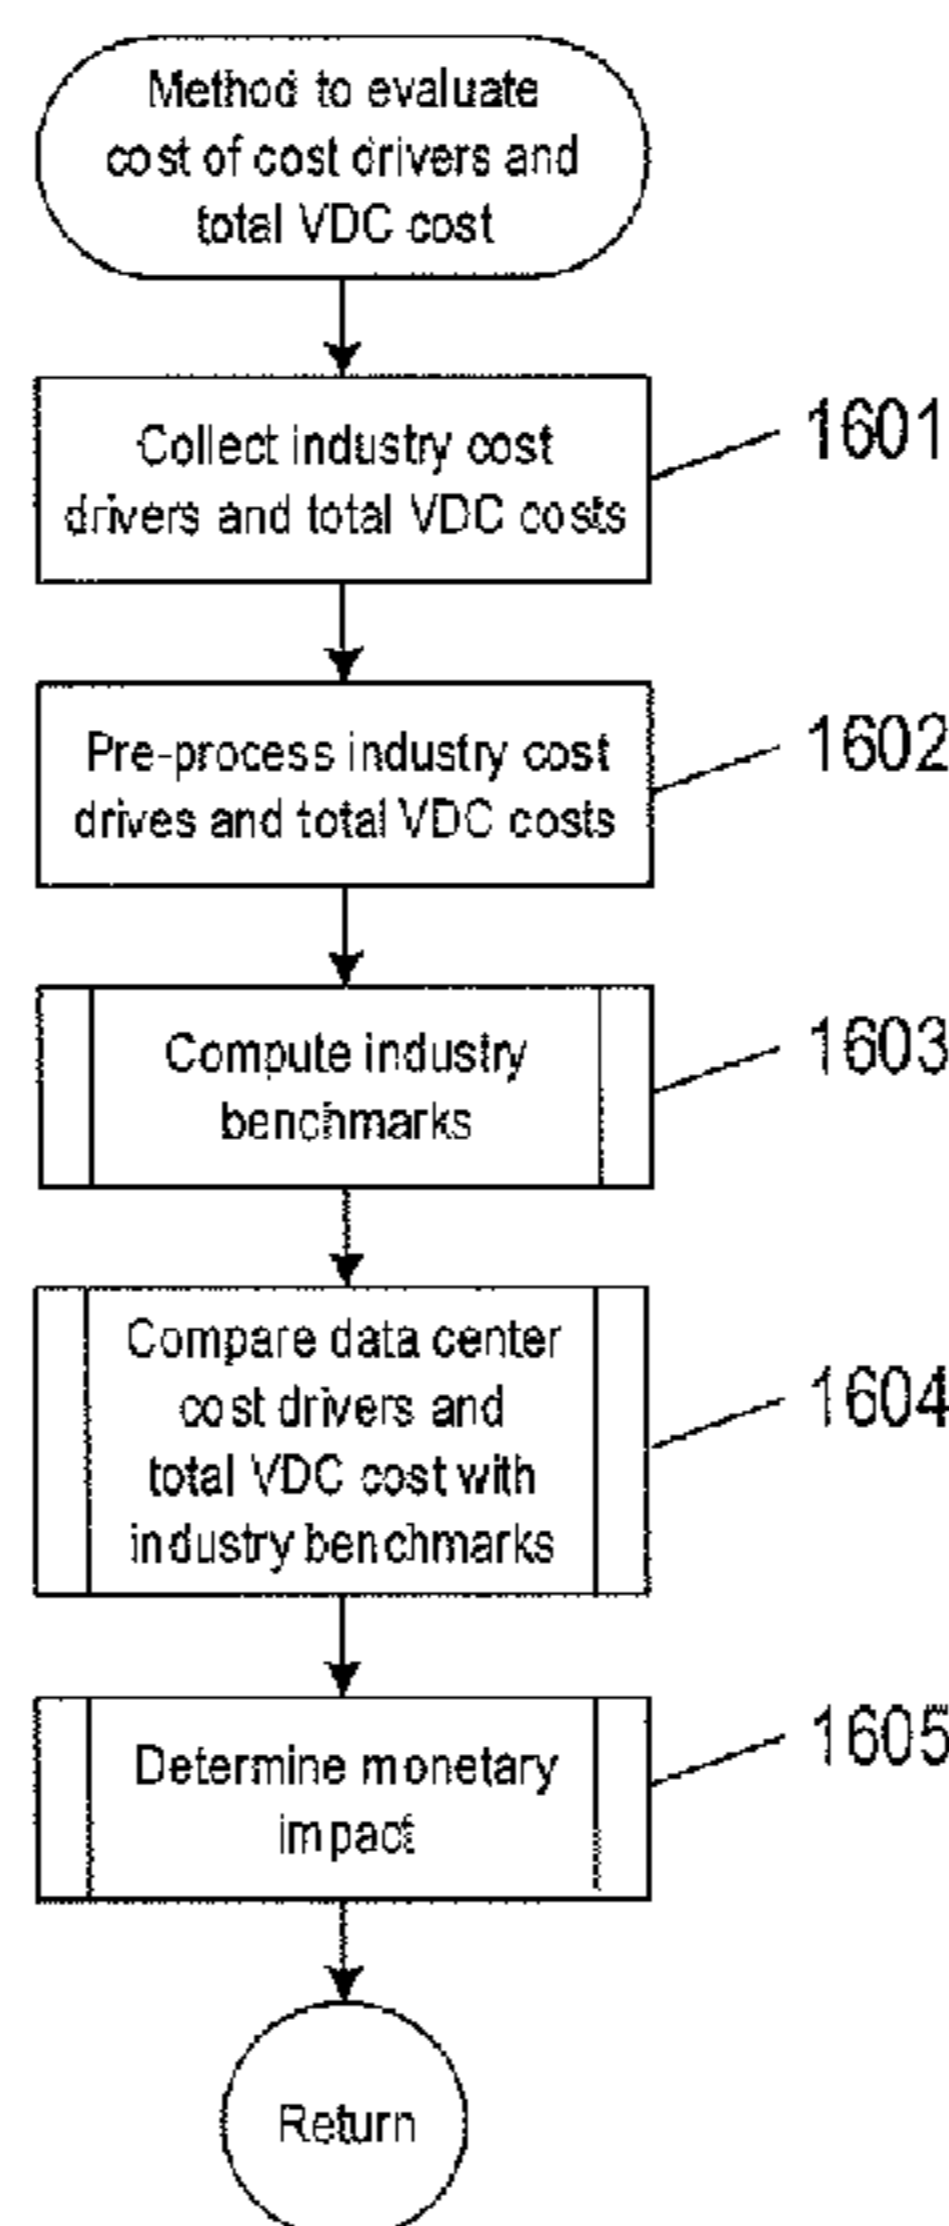 Method to evaluate
cost of cost drivers and
total VDC cost
Collect industry cost
drivers and total VDC costs
1601
Pre-process industry cost
drives and total VDC costs
1602
Compute industry
benchmarks
1603
Compare data center
cost drivers and
total VDC cost with
industry benchmarks
1604
Determine monetary
impact
1605
Return